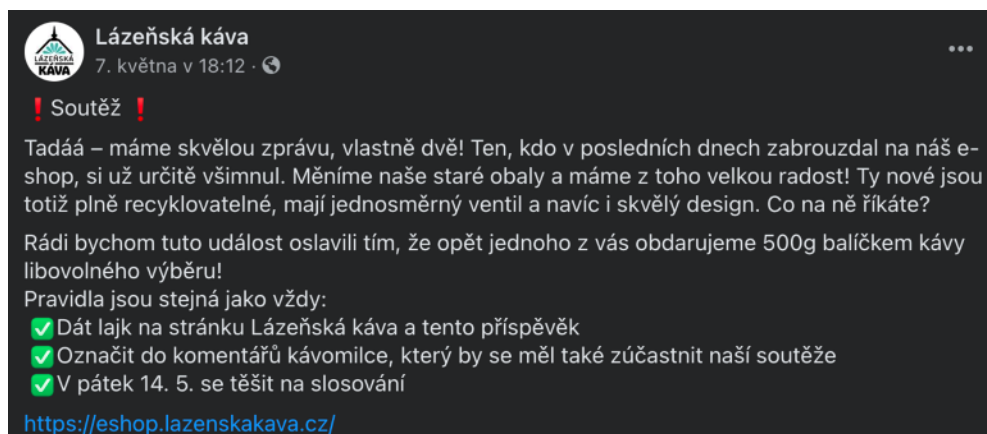 LÁZEŇSKÁ
KÁVA
Lázeňská káva
7. května v 18:12 ·
❗ Soutěž ❗
Tadáá – máme skvělou zprávu, vlastně dvě! Ten, kdo v posledních dnech zabrouzdal na náš e-
shop, si už určitě všimnul. Měníme naše staré obaly a máme z toho velkou radost! Ty nové jsou
totiž plně recyklovatelné, mají jednosměrný ventil a navíc i skvělý design. Co na ně říkáte?
Rádi bychom tuto událost oslavili tím, že opět jednoho z vás obdarujeme 500g balíčkem kávy
libovolného výběru!
Pravidla jsou stejná jako vždy:
✅ Dát lajk na stránku Lázeňská káva a tento příspěvěk
✅ Označit do komentářů kávomilce, který by se měl také zúčastnit naší soutěže
✅ V pátek 14. 5. se těšit na slosování
https://eshop.lazenskakava.cz/